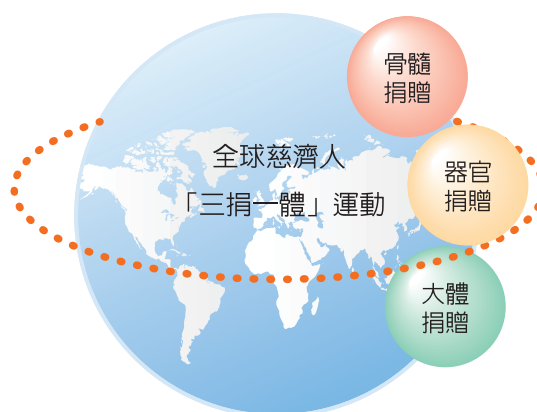 骨髓
捐贈
全球慈濟人
「三捐一體」運動
器官
捐贈
大體
捐贈